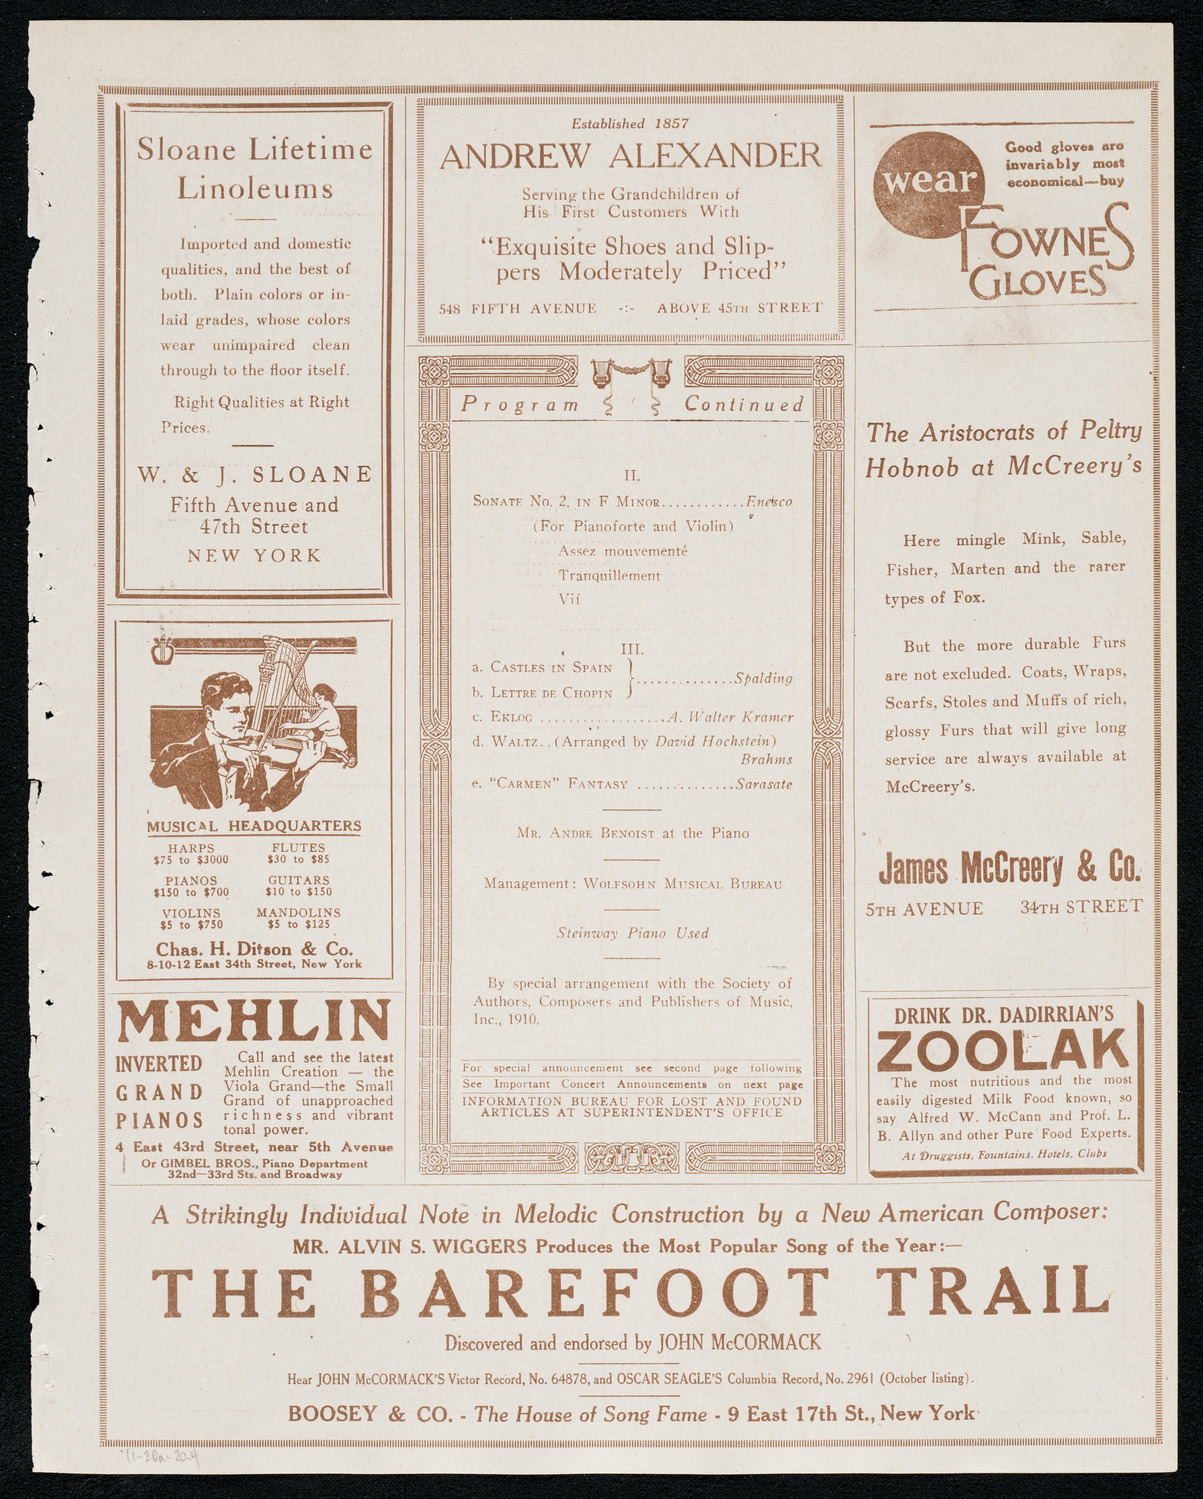 Sloane Lifetime
Linoleums
Imported and domestic
qualities, and the best of
both. Plain colors or in-
laid grades, whose colors
wear unimpaired clean
through to the floor itself.
Right Qualities at Right
Prices.
W. & J. SLOANE
Fifth Avenue and
47th Street
NEW YORK
MUSICAL HEADQUARTERS
HARPS FLUTES
$75 to $3000 $30 to $85
PIANOS GUITARS
$150 to $700 $10 to $150
VIOLINS MANDOLINS
$5 to $750 $5 to $125
Chas. H. Ditson & Co.
8-10-12 East 34th Street, New York
MEHLIN
INVERTED
GRAND
PIANOS
Call and see the latest
Mehlin Creation — the
Viola Grand—the Small
Grand of unapproached
richness and vibrant
tonal power.
4 East 43rd Street, near 5th Avenue
Or GIMBEL BROS., Piano Department
32nd—33rd Sts. and Broadway
Established 1857
ANDREW ALEXANDER
Serving the Grandchildren of
His First Customers With
"Exquisite Shoes and Slip-
pers Moderately Priced"
548 FIFTH AVENUE -:- ABOVE 45TH STREET
Program Continued
II.
SONATE NO. 2, IN F MINOR............Enesco
(For Pianoforte and Violin)
Assez mouvementé
Tranquillement
Vif
III.
a. CASTLES IN SPAIN
b. LETTRE DE CHOPIN } ..............Spalding
c. EKLOG ..................A. Walter Kramer
d. WALTZ..(Arranged by David Hochstein)
Brahms
e. "CARMEN" FANTASY ..............Sarasate
MR. ANDRE BENOIST at the Piano
Management: WOLFSOHN MUSICAL BUREAU
Steinway Piano Used
By special arrangement with the Society of
Authors, Composers and Publishers of Music,
Inc., 1910.
For special announcement see second page following
See Important Concert Announcements on next page
INFORMATION BUREAU FOR LOST AND FOUND
ARTICLES AT SUPERINTENDENT'S OFFICE
wear
Good gloves are
invariably most
economical—buy
FOWNES
GLOVES
The Aristocrats of Peltry
Hobnob at McCreery's
Here mingle Mink, Sable,
Fisher, Marten and the rarer
types of Fox.
But the more durable Furs
are not excluded. Coats, Wraps,
Scarfs, Stoles and Muffs of rich,
glossy Furs that will give long
service are always available at
McCreery's.
James McCreery & Co.
5TH AVENUE 34TH STREET
DRINK DR. DADIRRIAN'S
ZOOLAK
The most nutritious and the most
easily digested Milk Food known, so
say Alfred W. McCann and Prof. L.
B. Allyn and other Pure Food Experts.
At Druggists, Fountains, Hotels, Clubs
A Strikingly Individual Note in Melodic Construction by a New American Composer:
MR. ALVIN S. WIGGERS Produces the Most Popular Song of the Year:—
THE BAREFOOT TRAIL
Discovered and endorsed by JOHN McCORMACK
Hear JOHN McCORMACK'S Victor Record, No. 64878, and OSCAR SEAGLE'S Columbia Record, No. 2961 (October listing).
BOOSEY & CO. - The House of Song Fame - 9 East 17th St., New York